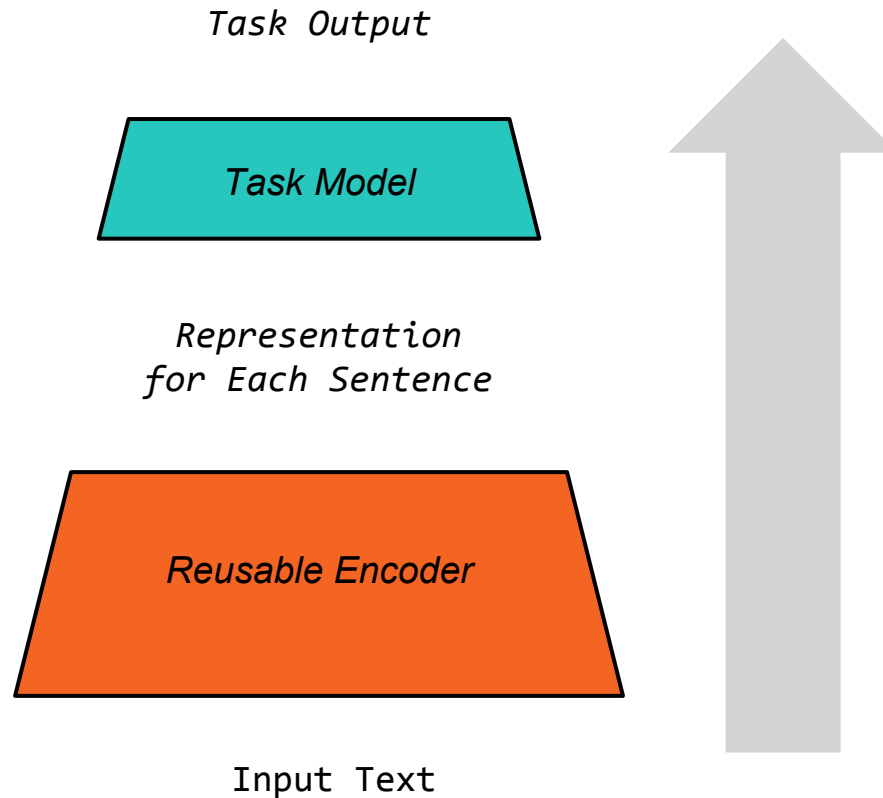 Task Output
Task Model
Representation
for Each Sentence
Reusable Encoder
Input Text